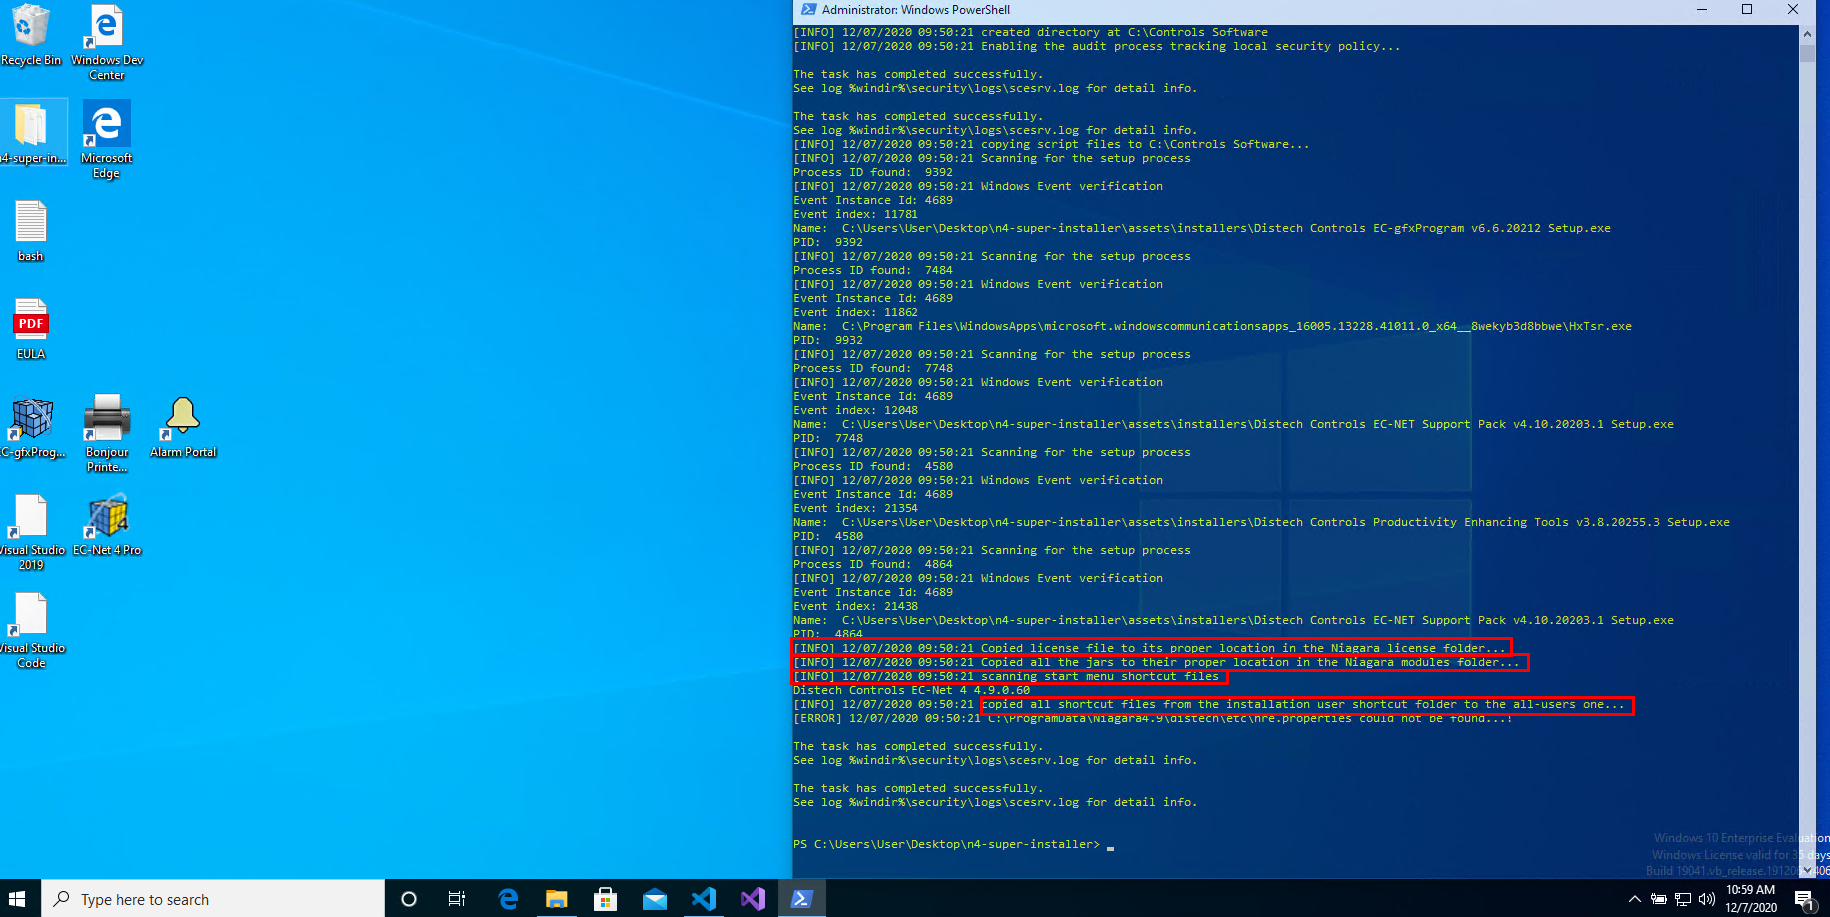 Recycle Bin
Windows Dev
Center
n4-super-in...
Microsoft
Edge
bash
PDF
EULA
EC-gfxProg...
Bonjour
Printe...
Alarm Portal
Visual Studio
2019
EC-Net 4 Pro
Visual Studio
Code
Administrator: Windows PowerShell
[INFO] 12/07/2020 09:50:21 created directory at C:\Controls Software
[INFO] 12/07/2020 09:50:21 Enabling the audit process tracking local security policy...
The task has completed successfully.
See log %windir%\security\logs\scesrv.log for detail info.
The task has completed successfully.
See log %windir%\security\logs\scesrv.log for detail info.
[INFO] 12/07/2020 09:50:21 copying script files to C:\Controls Software...
[INFO] 12/07/2020 09:50:21 Scanning for the setup process
Process ID found:  9392
[INFO] 12/07/2020 09:50:21 Windows Event verification
Event Instance Id: 4689
Event index: 11781
Name:  C:\Users\User\Desktop\n4-super-installer\assets\installers\Distech Controls EC-gfxProgram v6.6.20212 Setup.exe
PID:  9392
[INFO] 12/07/2020 09:50:21 Scanning for the setup process
Process ID found:  7484
[INFO] 12/07/2020 09:50:21 Windows Event verification
Event Instance Id: 4689
Event index: 11862
Name:  C:\Program Files\WindowsApps\microsoft.windowscommunicationsapps_16005.13228.41011.0_x64__8wekyb3d8bbwe\HxTsr.exe
PID:  9932
[INFO] 12/07/2020 09:50:21 Scanning for the setup process
Process ID found:  7748
[INFO] 12/07/2020 09:50:21 Windows Event verification
Event Instance Id: 4689
Event index: 12048
Name:  C:\Users\User\Desktop\n4-super-installer\assets\installers\Distech Controls EC-NET Support Pack v4.10.20203.1 Setup.exe
PID:  7748
[INFO] 12/07/2020 09:50:21 Scanning for the setup process
Process ID found:  4580
[INFO] 12/07/2020 09:50:21 Windows Event verification
Event Instance Id: 4689
Event index: 21354
Name:  C:\Users\User\Desktop\n4-super-installer\assets\installers\Distech Controls Productivity Enhancing Tools v3.8.20255.3 Setup.exe
PID:  4580
[INFO] 12/07/2020 09:50:21 Scanning for the setup process
Process ID found:  4864
[INFO] 12/07/2020 09:50:21 Windows Event verification
Event Instance Id: 4689
Event index: 21438
Name:  C:\Users\User\Desktop\n4-super-installer\assets\installers\Distech Controls EC-NET Support Pack v4.10.20203.1 Setup.exe
PID:  4864
[INFO] 12/07/2020 09:50:21 Copied license file to its proper location in the Niagara license folder...
[INFO] 12/07/2020 09:50:21 Copied all the jars to their proper location in the Niagara modules folder...
[INFO] 12/07/2020 09:50:21 scanning start menu shortcut files
Distech Controls EC-Net 4 4.9.0.60
[INFO] 12/07/2020 09:50:21 copied all shortcut files from the installation user shortcut folder to the all-users one...
[ERROR] 12/07/2020 09:50:21 C:\ProgramData\Niagara4.9\distech\etc\nre.properties could not be found...!
The task has completed successfully.
See log %windir%\security\logs\scesrv.log for detail info.
The task has completed successfully.
See log %windir%\security\logs\scesrv.log for detail info.
PS C:\Users\User\Desktop\n4-super-installer>
Windows 10 Enterprise Evaluation
Windows License valid for 35 days
Build 19041.vb_release.191206-1406
Type here to search
10:59 AM
12/7/2020
1